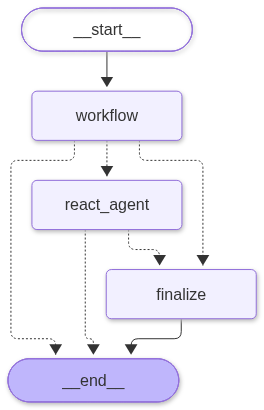 __start__
workflow
react_agent
finalize
__end__